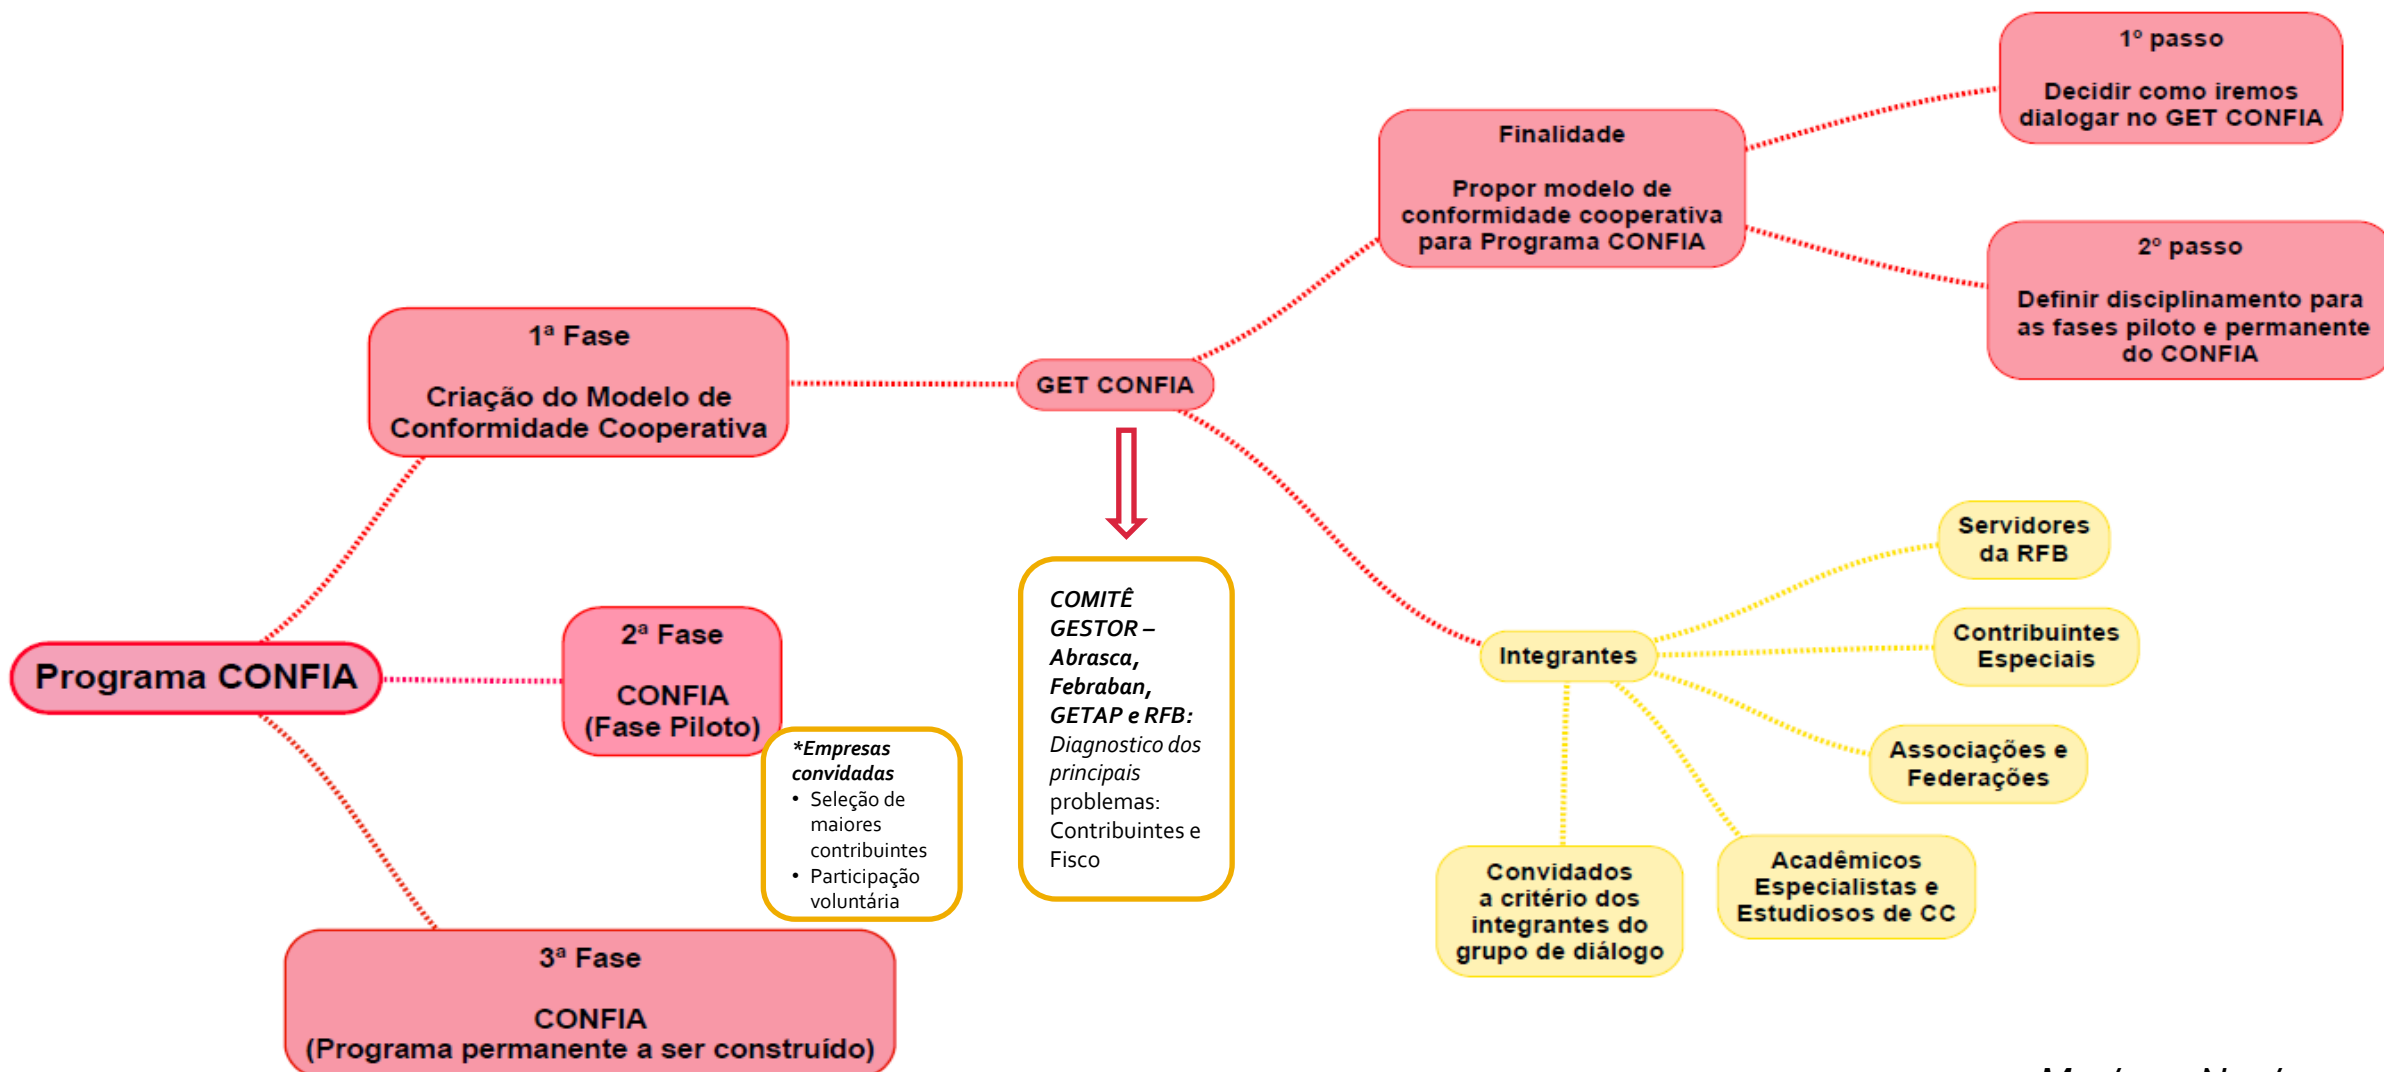 Programa CONFIA
1ª Fase
Criação do Modelo de
Conformidade Cooperativa
2ª Fase
CONFIA
(Fase Piloto)
*Empresas
convidadas
• Seleção de
maiores
contribuintes
• Participação
voluntária
3ª Fase
CONFIA
(Programa permanente a ser construído)
GET CONFIA
COMITÊ
GESTOR –
Abrasca,
Febraban,
GETAP e RFB:
Diagnostico dos
principais
problemas:
Contribuintes e
Fisco
Finalidade
Propor modelo de
conformidade cooperativa
para Programa CONFIA
1º passo
Decidir como iremos
dialogar no GET CONFIA
2º passo
Definir disciplinamento para
as fases piloto e permanente
do CONFIA
Integrantes
Servidores
da RFB
Contribuintes
Especiais
Associações e
Federações
Acadêmicos
Especialistas e
Estudiosos de CC
Convidados
a critério dos
integrantes do
grupo de diálogo